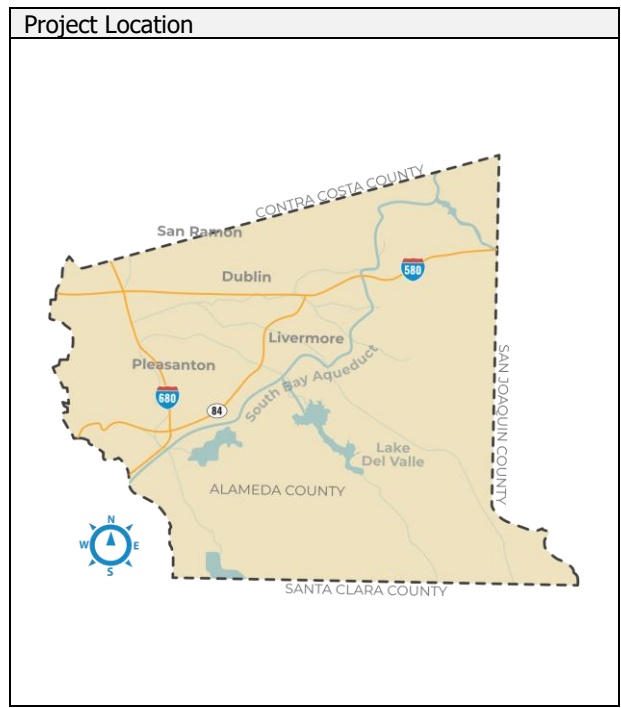 Project Location
CONTRA COSTA COUNTY
San Ramon
580
Dublin
Livermore
Pleasanton
South Bay Aqueduct
SAN JOAQUIN COUNTY
680
84
Lake
Del Valle
ALAMEDA COUNTY
N
W E
S
SANTA CLARA COUNTY